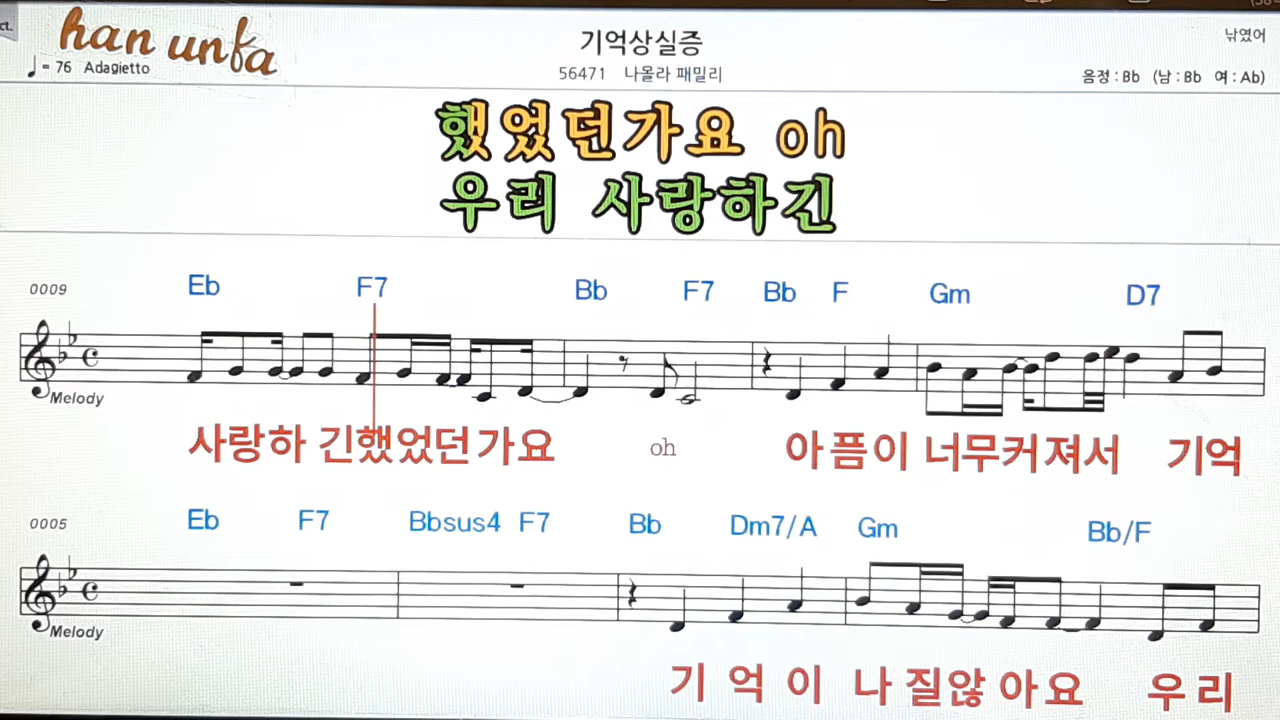 han unfa
ct.
♩= 76 Adagietto
기억상실증
56471 나몰라 패밀리
낚였어
음정 : Bb (남 : Bb 여 : Ab)
했었던가요 oh
우리 사랑하긴
0009 Eb F7 Bb F7 Bb F Gm D7
Melody
사랑하 긴했었던가요 oh 아픔이 너무커져서 기억
0005 Eb F7 Bbsus4 F7 Bb Dm7/A Gm Bb/F
Melody
기억이 나질않아요 우리